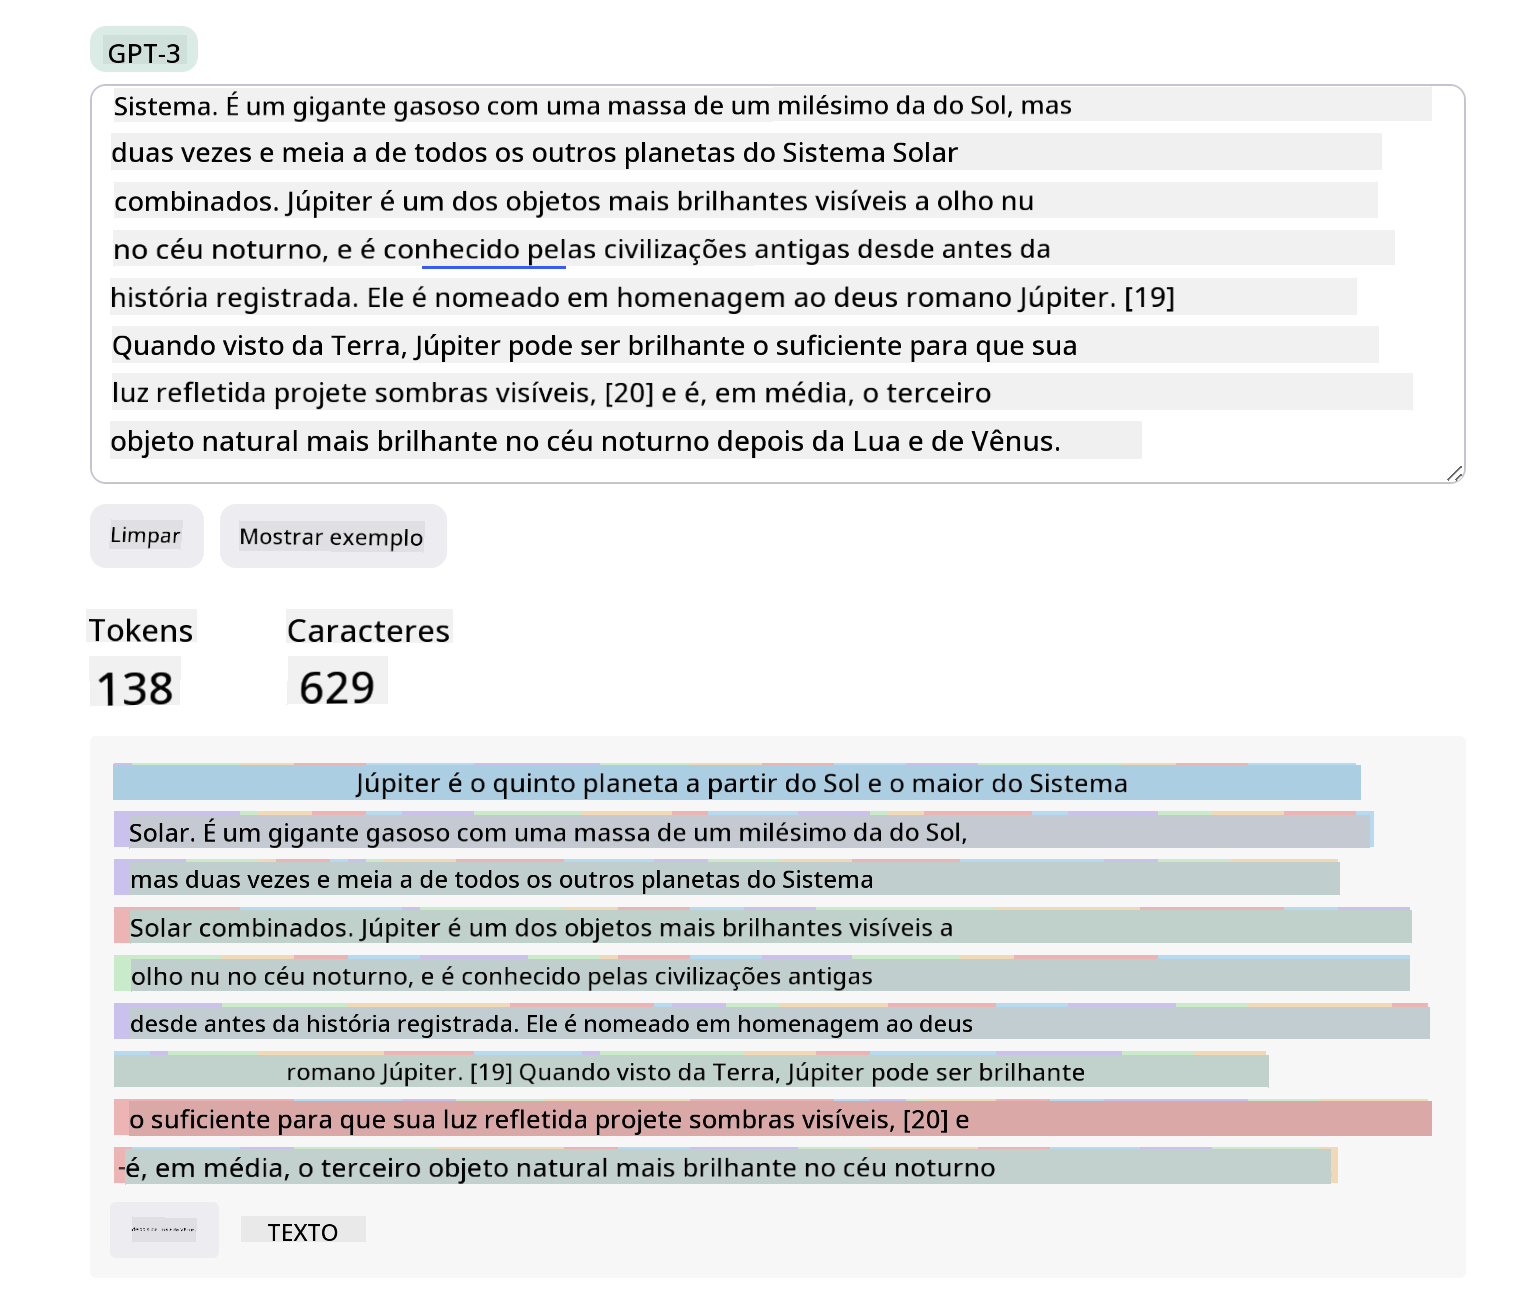 GPT-3
Sistema. É um gigante gasoso com uma massa de um milésimo da do Sol, mas
duas vezes e meia a de todos os outros planetas do Sistema Solar
combinados. Júpiter é um dos objetos mais brilhantes visíveis a olho nu
no céu noturno, e é conhecido pelas civilizações antigas desde antes da
história registrada. Ele é nomeado em homenagem ao deus romano Júpiter. [19]
Quando visto da Terra, Júpiter pode ser brilhante o suficiente para que sua
luz refletida projete sombras visíveis, [20] e é, em média, o terceiro
objeto natural mais brilhante no céu noturno depois da Lua e de Vênus.
Limpar Mostrar exemplo
Tokens Caracteres
138 629
Júpiter é o quinto planeta a partir do Sol e o maior do Sistema
Solar. É um gigante gasoso com uma massa de um milésimo da do Sol,
mas duas vezes e meia a de todos os outros planetas do Sistema
Solar combinados. Júpiter é um dos objetos mais brilhantes visíveis a
olho nu no céu noturno, e é conhecido pelas civilizações antigas
desde antes da história registrada. Ele é nomeado em homenagem ao deus
romano Júpiter. [19] Quando visto da Terra, Júpiter pode ser brilhante
o suficiente para que sua luz refletida projete sombras visíveis, [20] e
-é, em média, o terceiro objeto natural mais brilhante no céu noturno
TEXTO